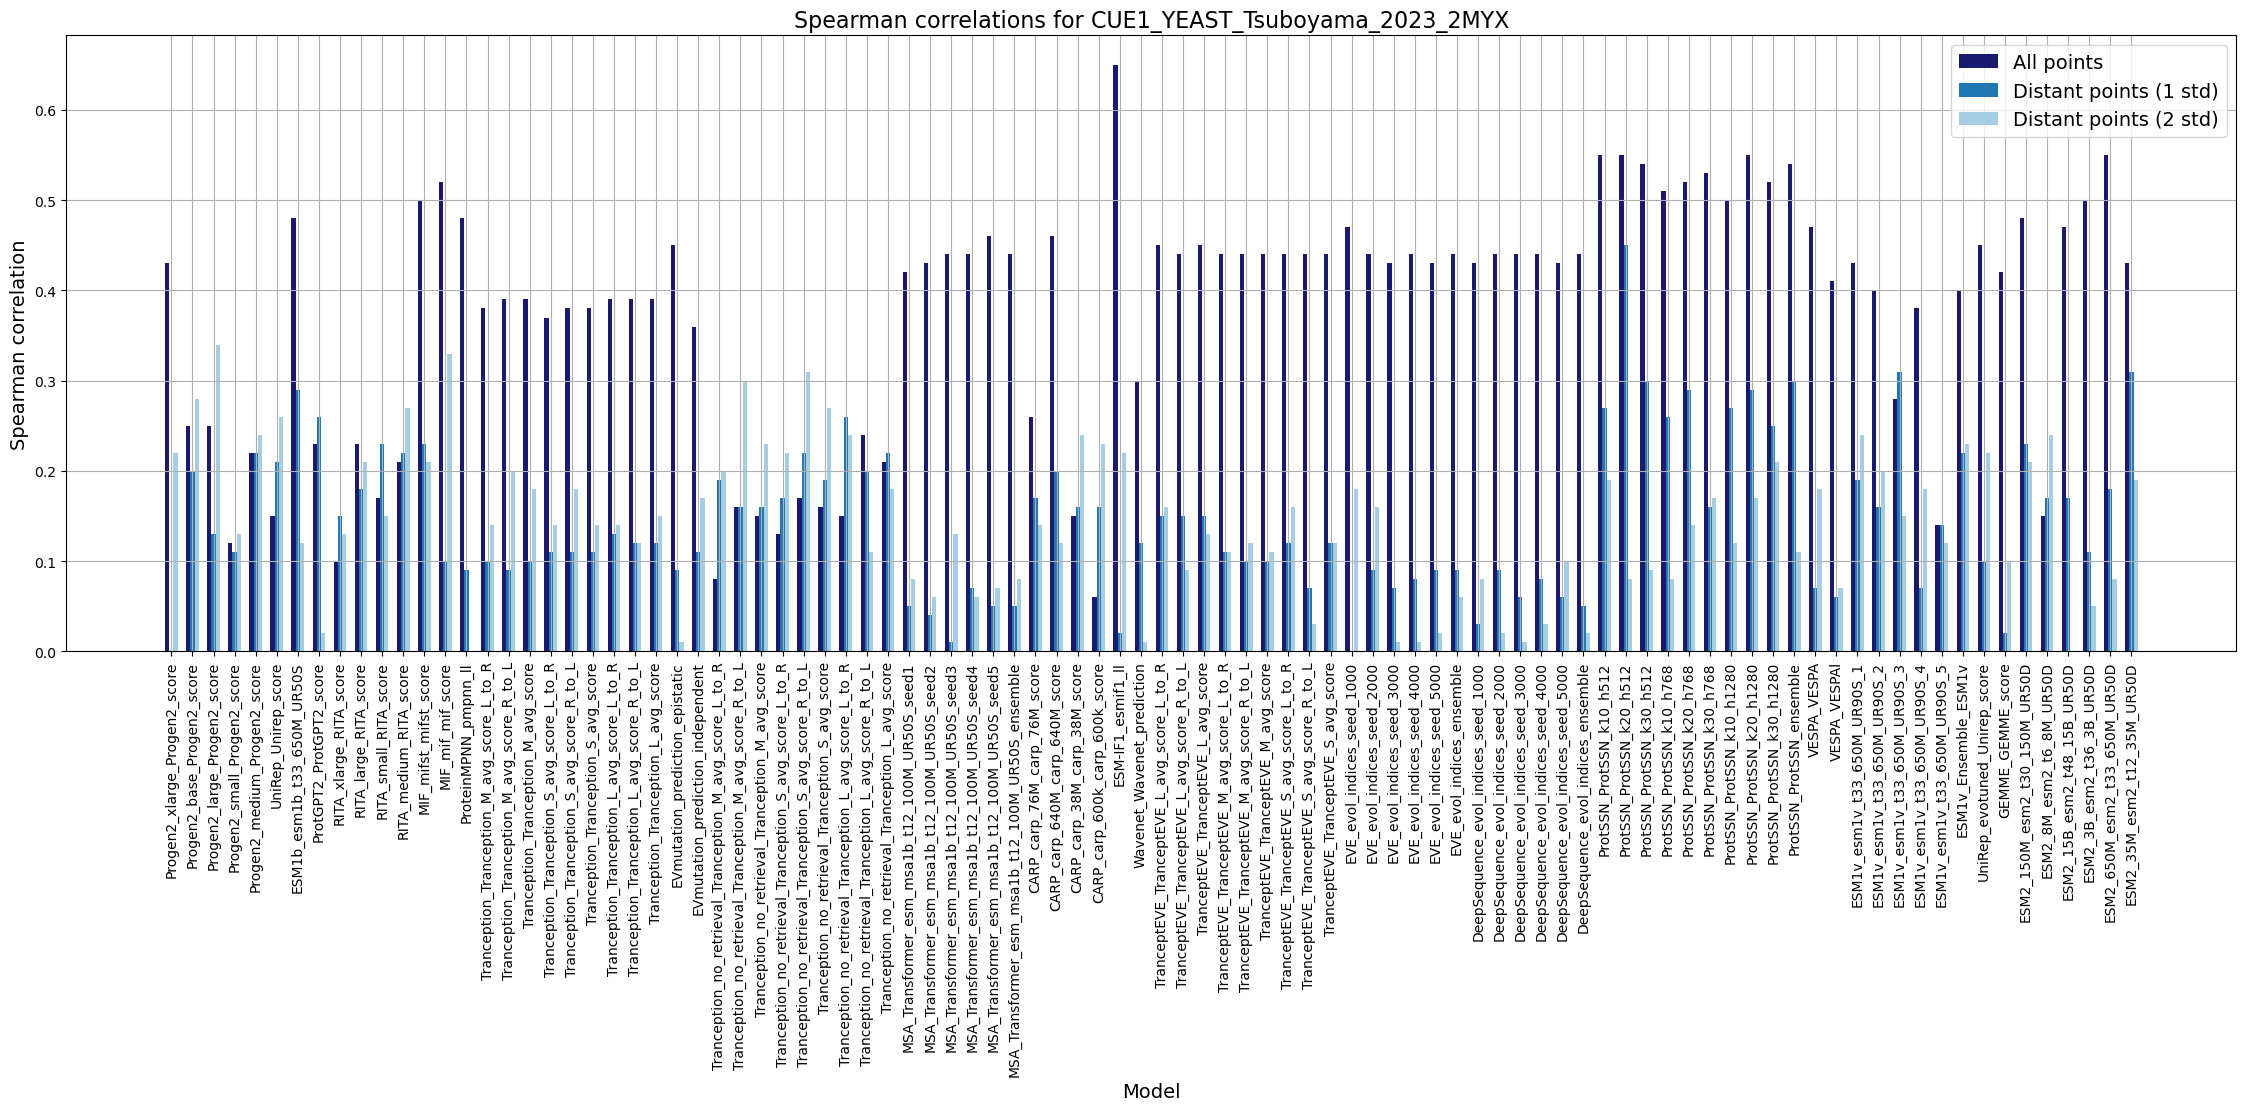 Spearman correlations for CUE1_YEAST_Tsuboyama_2023_2MYX
All points
Distant points (1 std)
Distant points (2 std)
Spearman correlation
0.6
0.5
0.4
0.3
0.2
0.1
0.0
Progen2_xlarge_Progen2_score
Progen2_base_Progen2_score
Progen2_large_Progen2_score
Progen2_small_Progen2_score
Progen2_medium_Progen2_score
UniRep_Unirep_score
ESM1b_esm1b_t33_650M_UR50S
ProtGPT2_ProtGPT2_score
RITA_xlarge_RITA_score
RITA_large_RITA_score
RITA_small_RITA_score
RITA_medium_RITA_score
MIF_mifst_mifst_score
MIF_mif_mif_score
ProteinMPNN_pmpnn_ll
Tranception_Tranception_M_avg_score_L_to_R
Tranception_Tranception_M_avg_score_R_to_L
Tranception_Tranception_M_avg_score
Tranception_Tranception_S_avg_score_L_to_R
Tranception_Tranception_S_avg_score_R_to_L
Tranception_Tranception_S_avg_score
Tranception_Tranception_L_avg_score_L_to_R
Tranception_Tranception_L_avg_score_R_to_L
Tranception_Tranception_L_avg_score
EVmutation_prediction_epistatic
EVmutation_prediction_independent
Tranception_no_retrieval_Tranception_M_avg_score_L_to_R
Tranception_no_retrieval_Tranception_M_avg_score_R_to_L
Tranception_no_retrieval_Tranception_M_avg_score
Tranception_no_retrieval_Tranception_S_avg_score_L_to_R
Tranception_no_retrieval_Tranception_S_avg_score_R_to_L
Tranception_no_retrieval_Tranception_S_avg_score
Tranception_no_retrieval_Tranception_L_avg_score_L_to_R
Tranception_no_retrieval_Tranception_L_avg_score_R_to_L
Tranception_no_retrieval_Tranception_L_avg_score
MSA_Transformer_esm_msa1b_t12_100M_UR50S_seed1
MSA_Transformer_esm_msa1b_t12_100M_UR50S_seed2
MSA_Transformer_esm_msa1b_t12_100M_UR50S_seed3
MSA_Transformer_esm_msa1b_t12_100M_UR50S_seed4
MSA_Transformer_esm_msa1b_t12_100M_UR50S_seed5
MSA_Transformer_esm_msa1b_t12_100M_UR50S_ensemble
CARP_carp_76M_carp_76M_score
CARP_carp_640M_carp_640M_score
CARP_carp_38M_carp_38M_score
CARP_carp_600k_carp_600k_score
ESM-IF1_esmif1_ll
Wavenet_Wavenet_prediction
TranceptEVE_TranceptEVE_L_avg_score_L_to_R
TranceptEVE_TranceptEVE_L_avg_score_R_to_L
TranceptEVE_TranceptEVE_L_avg_score
TranceptEVE_TranceptEVE_M_avg_score_L_to_R
TranceptEVE_TranceptEVE_M_avg_score_R_to_L
TranceptEVE_TranceptEVE_M_avg_score
TranceptEVE_TranceptEVE_S_avg_score_L_to_R
TranceptEVE_TranceptEVE_S_avg_score_R_to_L
TranceptEVE_TranceptEVE_S_avg_score
EVE_evol_indices_seed_1000
EVE_evol_indices_seed_2000
EVE_evol_indices_seed_3000
EVE_evol_indices_seed_4000
EVE_evol_indices_seed_5000
EVE_evol_indices_ensemble
DeepSequence_evol_indices_seed_1000
DeepSequence_evol_indices_seed_2000
DeepSequence_evol_indices_seed_3000
DeepSequence_evol_indices_seed_4000
DeepSequence_evol_indices_seed_5000
DeepSequence_evol_indices_ensemble
ProtSSN_ProtSSN_k10_h512
ProtSSN_ProtSSN_k20_h512
ProtSSN_ProtSSN_k30_h512
ProtSSN_ProtSSN_k10_h768
ProtSSN_ProtSSN_k20_h768
ProtSSN_ProtSSN_k30_h768
ProtSSN_ProtSSN_k10_h1280
ProtSSN_ProtSSN_k20_h1280
ProtSSN_ProtSSN_k30_h1280
ProtSSN_ProtSSN_ensemble
VESPA_VESPA
VESPA_VESPAl
ESM1v_esm1v_t33_650M_UR90S_1
ESM1v_esm1v_t33_650M_UR90S_2
ESM1v_esm1v_t33_650M_UR90S_3
ESM1v_esm1v_t33_650M_UR90S_4
ESM1v_esm1v_t33_650M_UR90S_5
ESM1v_Ensemble_ESM1v
UniRep_evotuned_Unirep_score
GEMME_GEMME_score
ESM2_150M_esm2_t30_150M_UR50D
ESM2_8M_esm2_t6_8M_UR50D
ESM2_15B_esm2_t48_15B_UR50D
ESM2_3B_esm2_t36_3B_UR50D
ESM2_650M_esm2_t33_650M_UR50D
ESM2_35M_esm2_t12_35M_UR50D
Model